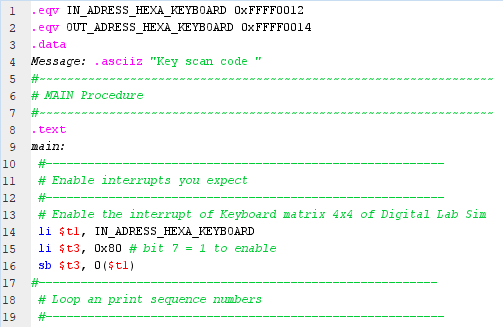 1 .eqv IN_ADRESS_HEXA_KEYBOARD 0xFFFF0012
2 .eqv OUT_ADRESS_HEXA_KEYBOARD 0xFFFF0014
3 .data
4 Message: .asciiz "Key scan code "
5 #-----------------------------------------------------------------
6 # MAIN Procedure
7 #-----------------------------------------------------------------
8 .text
9 main:
10 #---------------------------------------------------------
11 # Enable interrupts you expect
12 #---------------------------------------------------------
13 # Enable the interrupt of Keyboard matrix 4x4 of Digital Lab Sim
14 li $t1, IN_ADRESS_HEXA_KEYBOARD
15 li $t3, 0x80 # bit 7 = 1 to enable
16 sb $t3, 0($t1)
17 #---------------------------------------------------------
18 # Loop an print sequence numbers
19 #---------------------------------------------------------